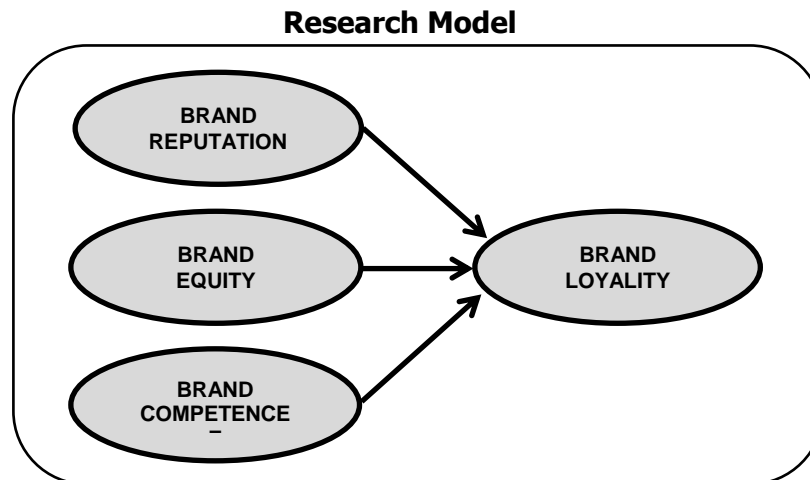 Research Model
BRAND
REPUTATION
BRAND
EQUITY
BRAND
LOYALITY
BRAND
COMPETENCE
–